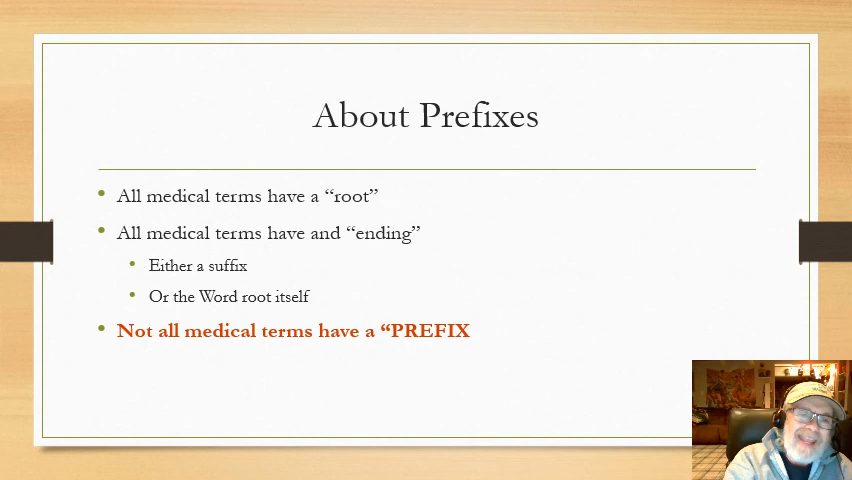 About Prefixes
All medical terms have a “root”
All medical terms have and “ending”
Either a suffix
Or the Word root itself
Not all medical terms have a “PREFIX